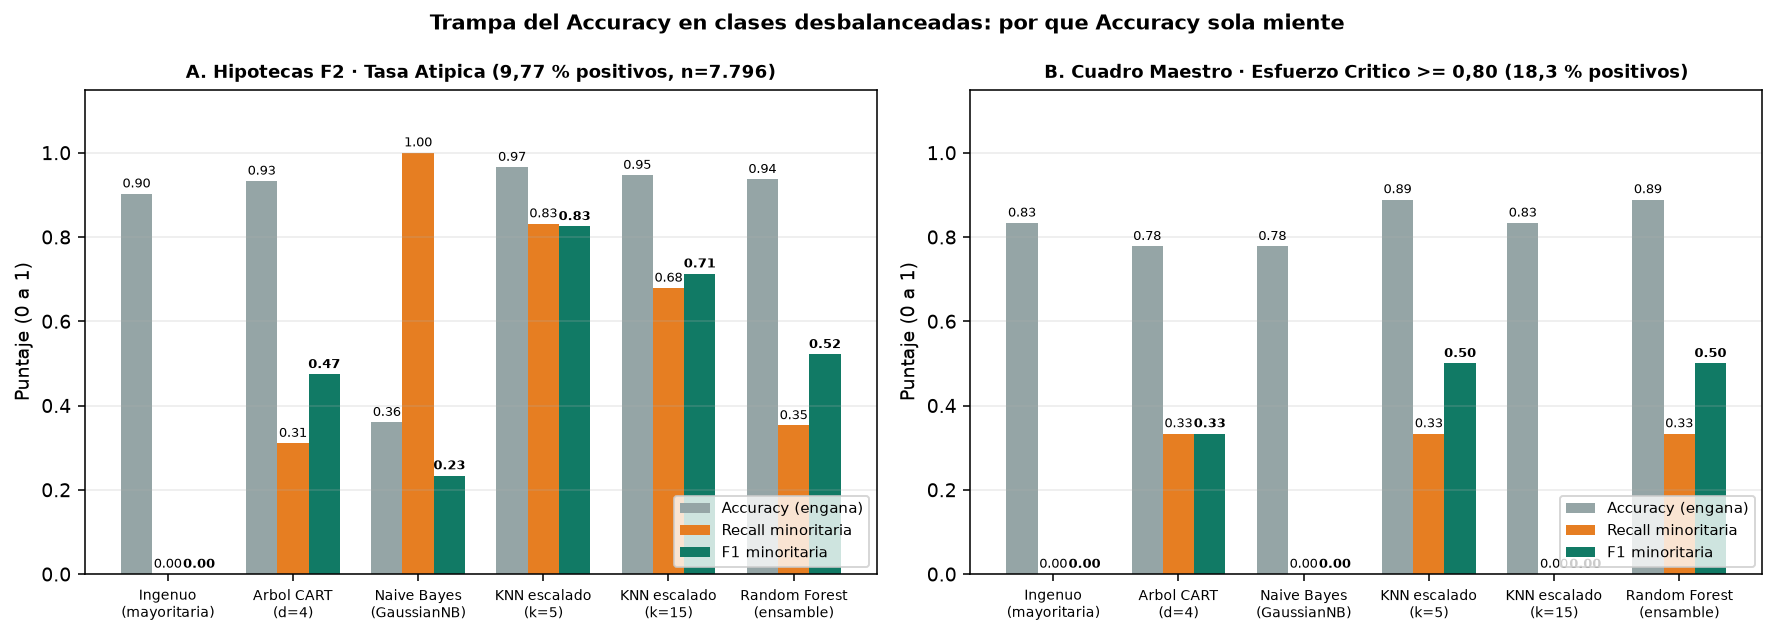 Trampa del Accuracy en clases desbalanceadas: por que Accuracy sola miente
A. Hipotecas F2 · Tasa Atipica (9,77 % positivos, n=7.796)
Puntaje (0 a 1)
1.0
0.8
0.6
0.4
0.2
0.0
0.90
0.00
0.00
0.93
0.31
0.47
0.36
1.00
0.23
0.97
0.83
0.83
0.95
0.68
0.71
0.94
0.35
0.52
Accuracy (engana)
Recall minoritaria
F1 minoritaria
Ingenuo
(mayoritaria)
Arbol CART
(d=4)
Naive Bayes
(GaussianNB)
KNN escalado
(k=5)
KNN escalado
(k=15)
Random Forest
(ensamble)
B. Cuadro Maestro · Esfuerzo Critico >= 0,80 (18,3 % positivos)
Puntaje (0 a 1)
1.0
0.8
0.6
0.4
0.2
0.0
0.83
0.00
0.00
0.78
0.33
0.33
0.78
0.00
0.00
0.89
0.33
0.50
0.83
0.00
0.00
0.89
0.33
0.50
Accuracy (engana)
Recall minoritaria
F1 minoritaria
Ingenuo
(mayoritaria)
Arbol CART
(d=4)
Naive Bayes
(GaussianNB)
KNN escalado
(k=5)
KNN escalado
(k=15)
Random Forest
(ensamble)